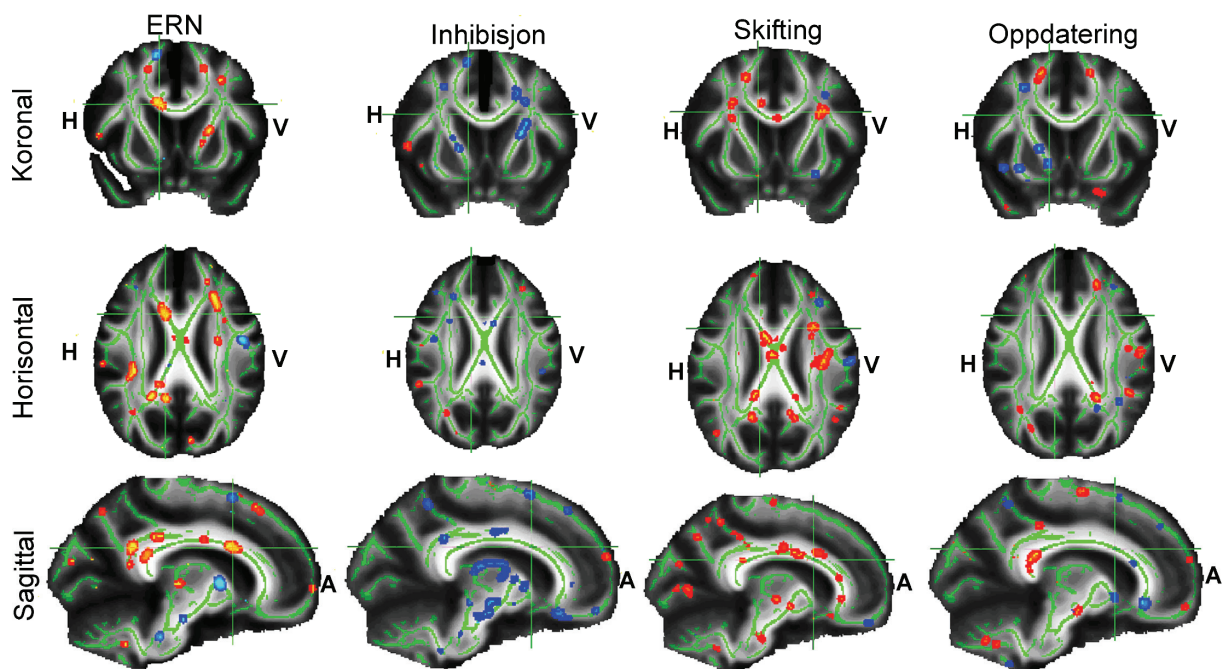 ERN
Inhibisjon
Skifting
Oppdatering
Koronal
H
V
H
V
H
V
H
V
Horisontal
H
V
H
V
H
V
H
V
Sagittal
A
A
A
A